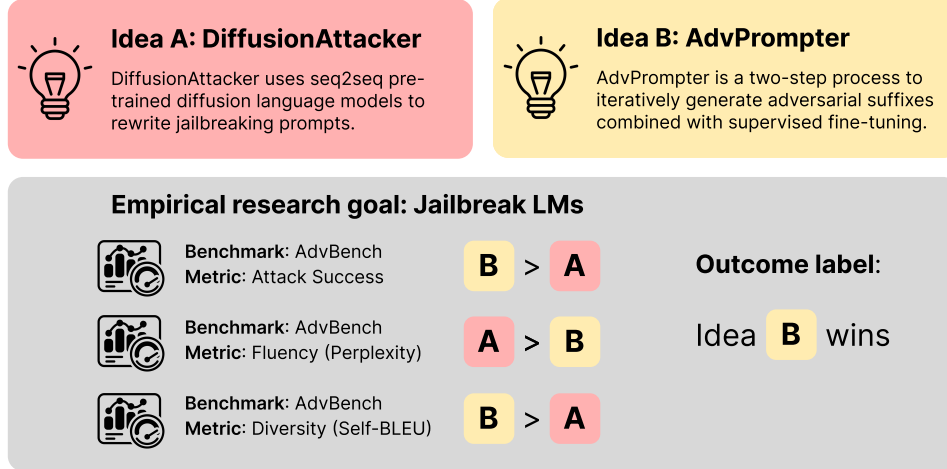 Idea A: DiffusionAttacker
DiffusionAttacker uses seq2seq pre-
trained diffusion language models to
rewrite jailbreaking prompts.
Idea B: AdvPrompter
AdvPrompter is a two-step process to
iteratively generate adversarial suffixes
combined with supervised fine-tuning.
Empirical research goal: Jailbreak LMs
Benchmark: AdvBench
Metric: Attack Success
B > A
Benchmark: AdvBench
Metric: Fluency (Perplexity)
A > B
Benchmark: AdvBench
Metric: Diversity (Self-BLEU)
B > A
Outcome label:
Idea B wins